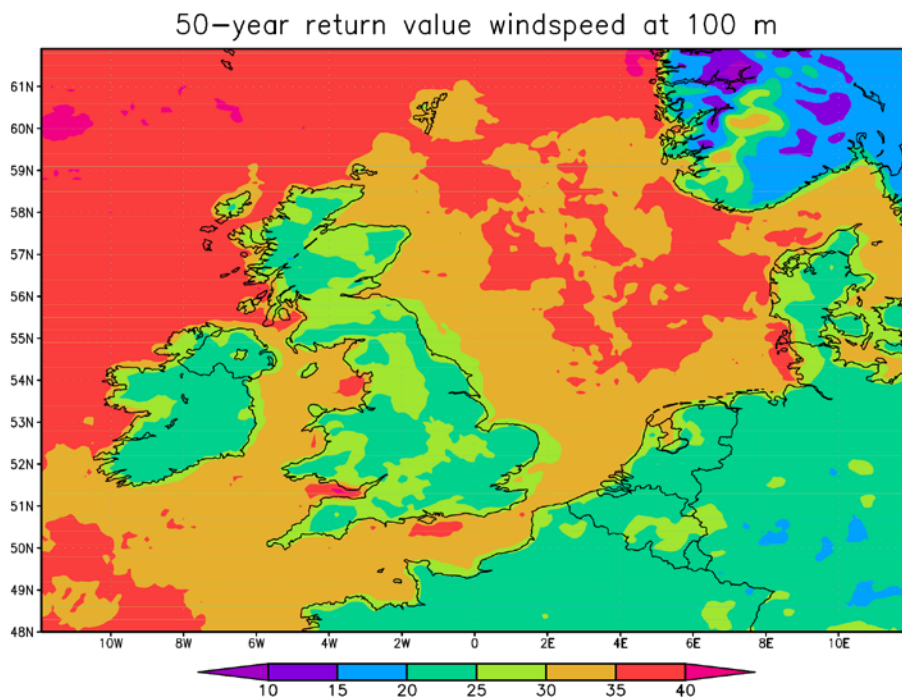 50-year return value windspeed at 100 m
61N
60N
59N
58N
57N
56N
55N
54N
53N
52N
51N
50N
49N
48N
10W 8W 6W 4W 2W 0 2E 4E 6E 8E 10E
10 15 20 25 30 35 40